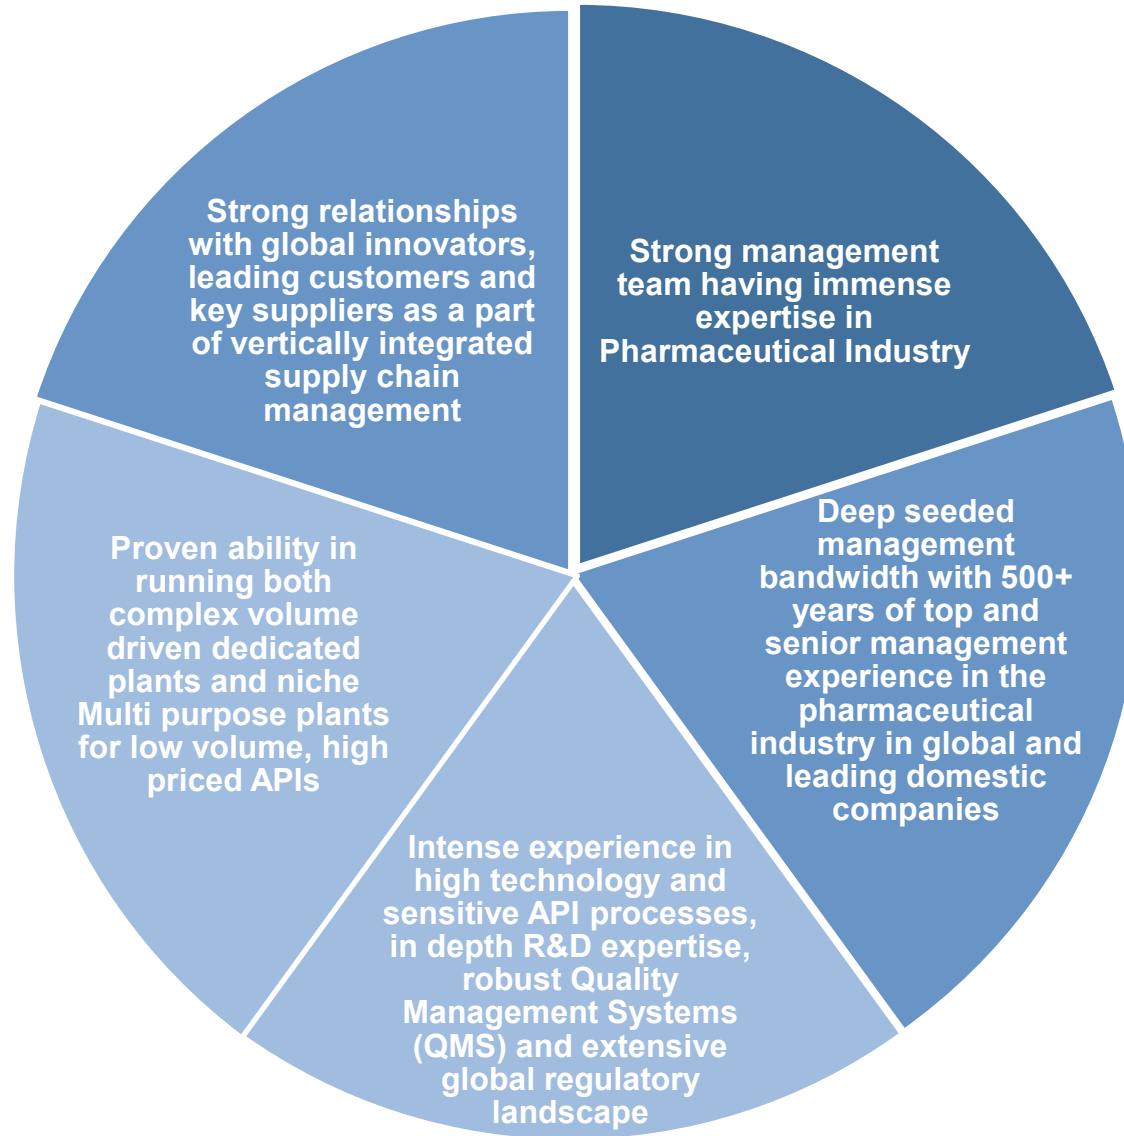 Strong relationships
with global innovators,
leading customers and
key suppliers as a part
of vertically integrated
supply chain
management
Strong management
team having immense
expertise in
Pharmaceutical Industry
Deep seeded
management
bandwidth with 500+
years of top and
senior management
experience in the
pharmaceutical
industry in global and
leading domestic
companies
Proven ability in
running both
complex volume
driven dedicated
plants and niche
Multi purpose plants
for low volume, high
priced APIs
Intense experience in
high technology and
sensitive API processes,
in depth R&D expertise,
robust Quality
Management Systems
(QMS) and extensive
global regulatory
landscape